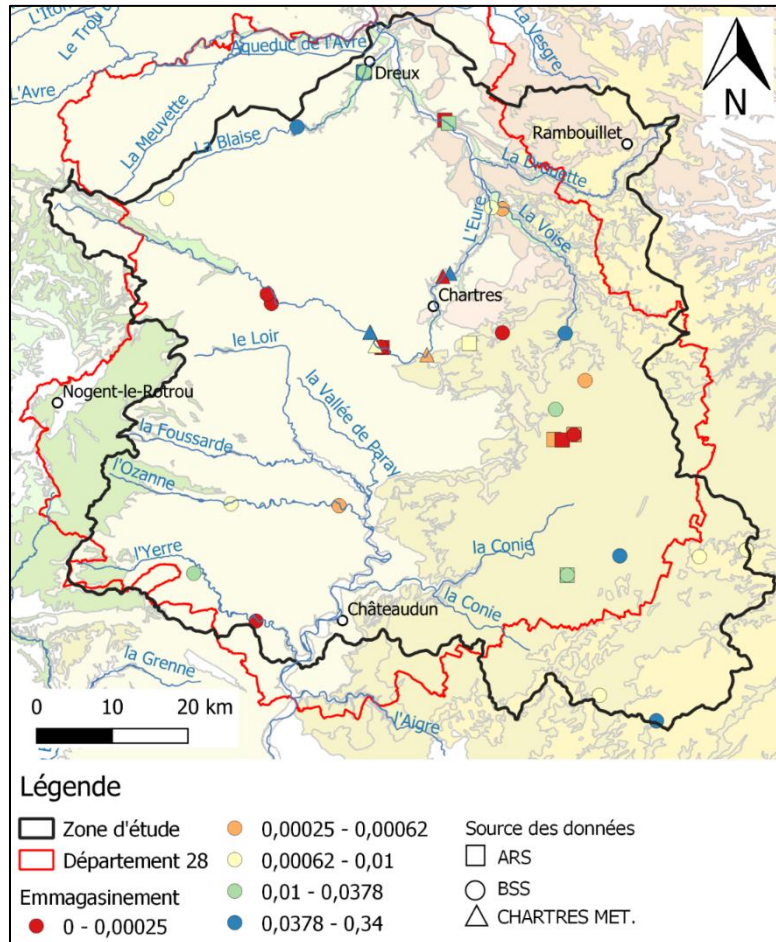 L'Iton
Le Trou
Aqueduc de l'Avre
La Vesgre
L'Avre
Dreux
N
La Meuvette
La Blaise
Rambouillet
La Drouette
L'Eure
La Voise
Chartres
le Loir
Nogent-le-Rotrou
la Vallée de Paray
la Foussarde
l'Ozanne
l'Yerre
la Conie
Châteaudun
la Conie
la Grenne
l'Aigre
0 10 20 km
Légende
Zone d'étude
Département 28
Emmagasinement
0 - 0,00025
0,00025 - 0,00062
0,00062 - 0,01
0,01 - 0,0378
0,0378 - 0,34
Source des données
ARS
BSS
CHARTRES MET.